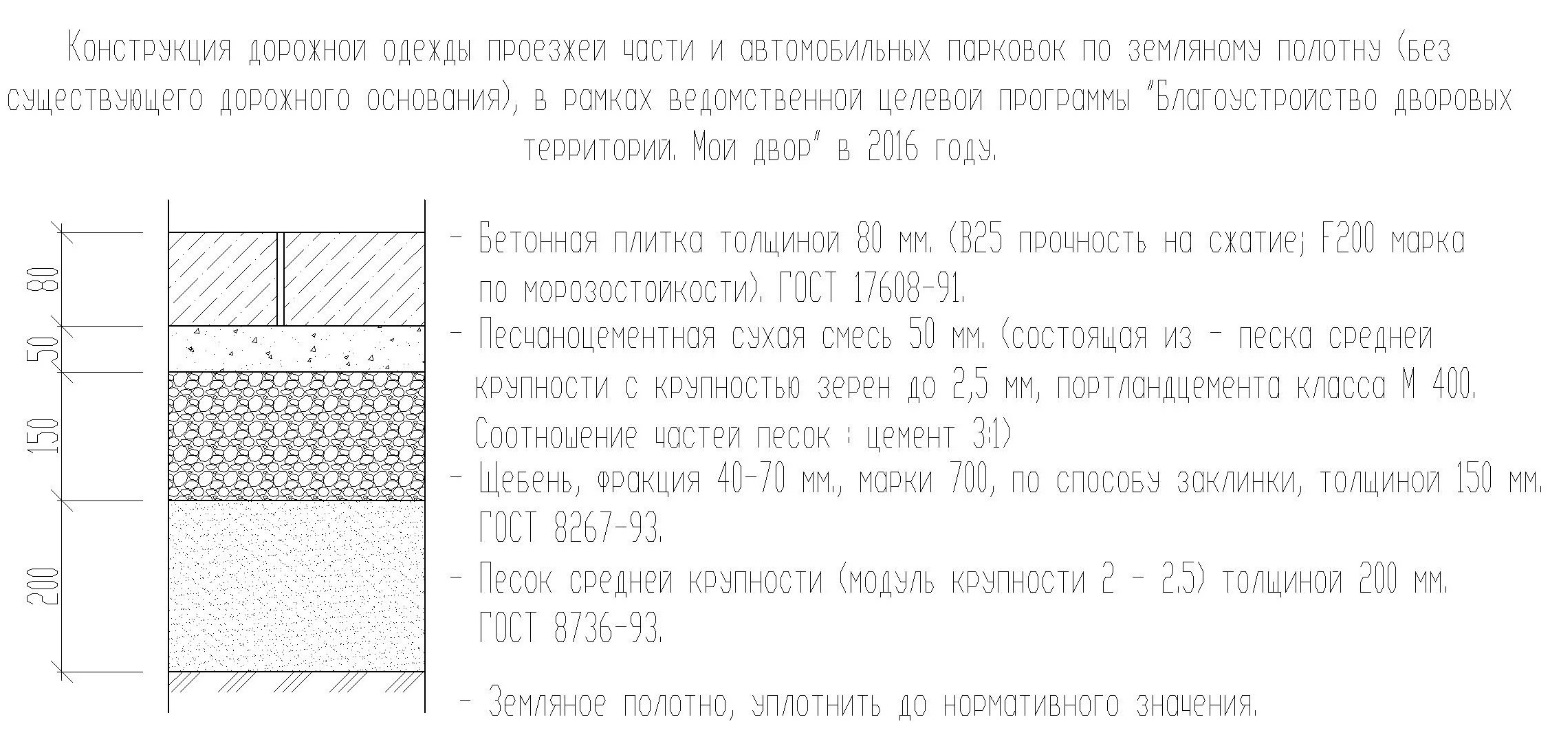 Конструкция дорожной одежды проезжей части и автомобильных парковок по земляному полотну (без
существующего дорожного основания), в рамках ведомственной целевой программы "Благоустройство дворовых
территорий. Мой двор" в 2016 году.
80
- Бетонная плитка толщиной 80 мм. (В25 прочность на сжатие; F200 марка
по морозостойкости). ГОСТ 17608-91.
50
- Песчаноцементная сухая смесь 50 мм. (состоящая из - песка средней
крупности с крупностью зерен до 2,5 мм, портландцемента класса М 400.
Соотношение частей песок : цемент 3:1)
150
- Щебень, фракция 40-70 мм., марки 700, по способу заклинки, толщиной 150 мм.
ГОСТ 8267-93.
200
- Песок средней крупности (модуль крупности 2 - 2.5) толщиной 200 мм.
ГОСТ 8736-93.
- Земляное полотно, уплотнить до нормативного значения.